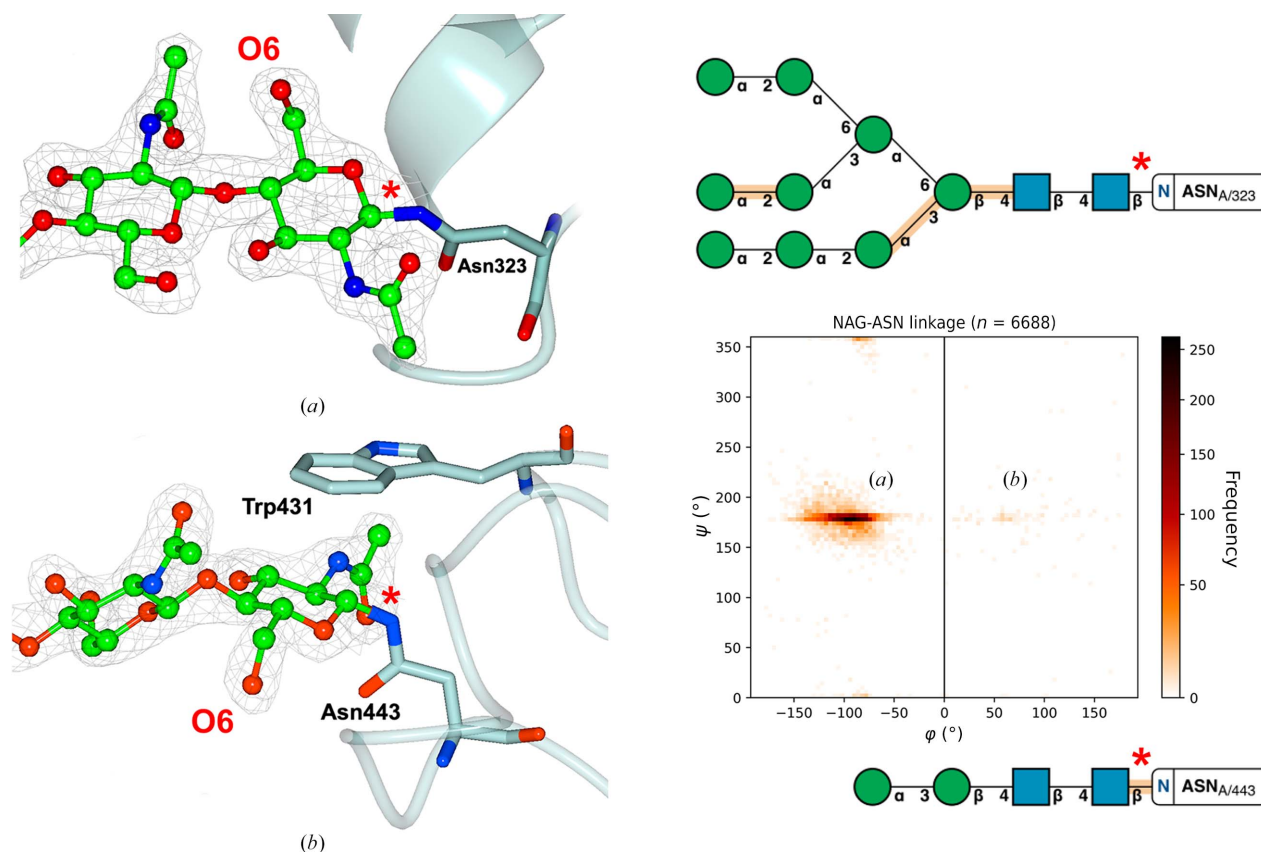 O6
*
Asn323
(a)
Trp431
*
O6
Asn443
(b)
α 2 α
6
3 α
*
α 2 α 6 β 4 β 4 β N ASN A/323
3
α 2 α 2 α
NAG-ASN linkage (n = 6688)
350
300
250
200
150
100
50
0
ψ (°)
(a) (b)
−150 −100 −50 0 50 100 150
φ (°)
250
200
150
100
50
0
Frequency
*
α 3 β 4 β 4 β N ASN A/443